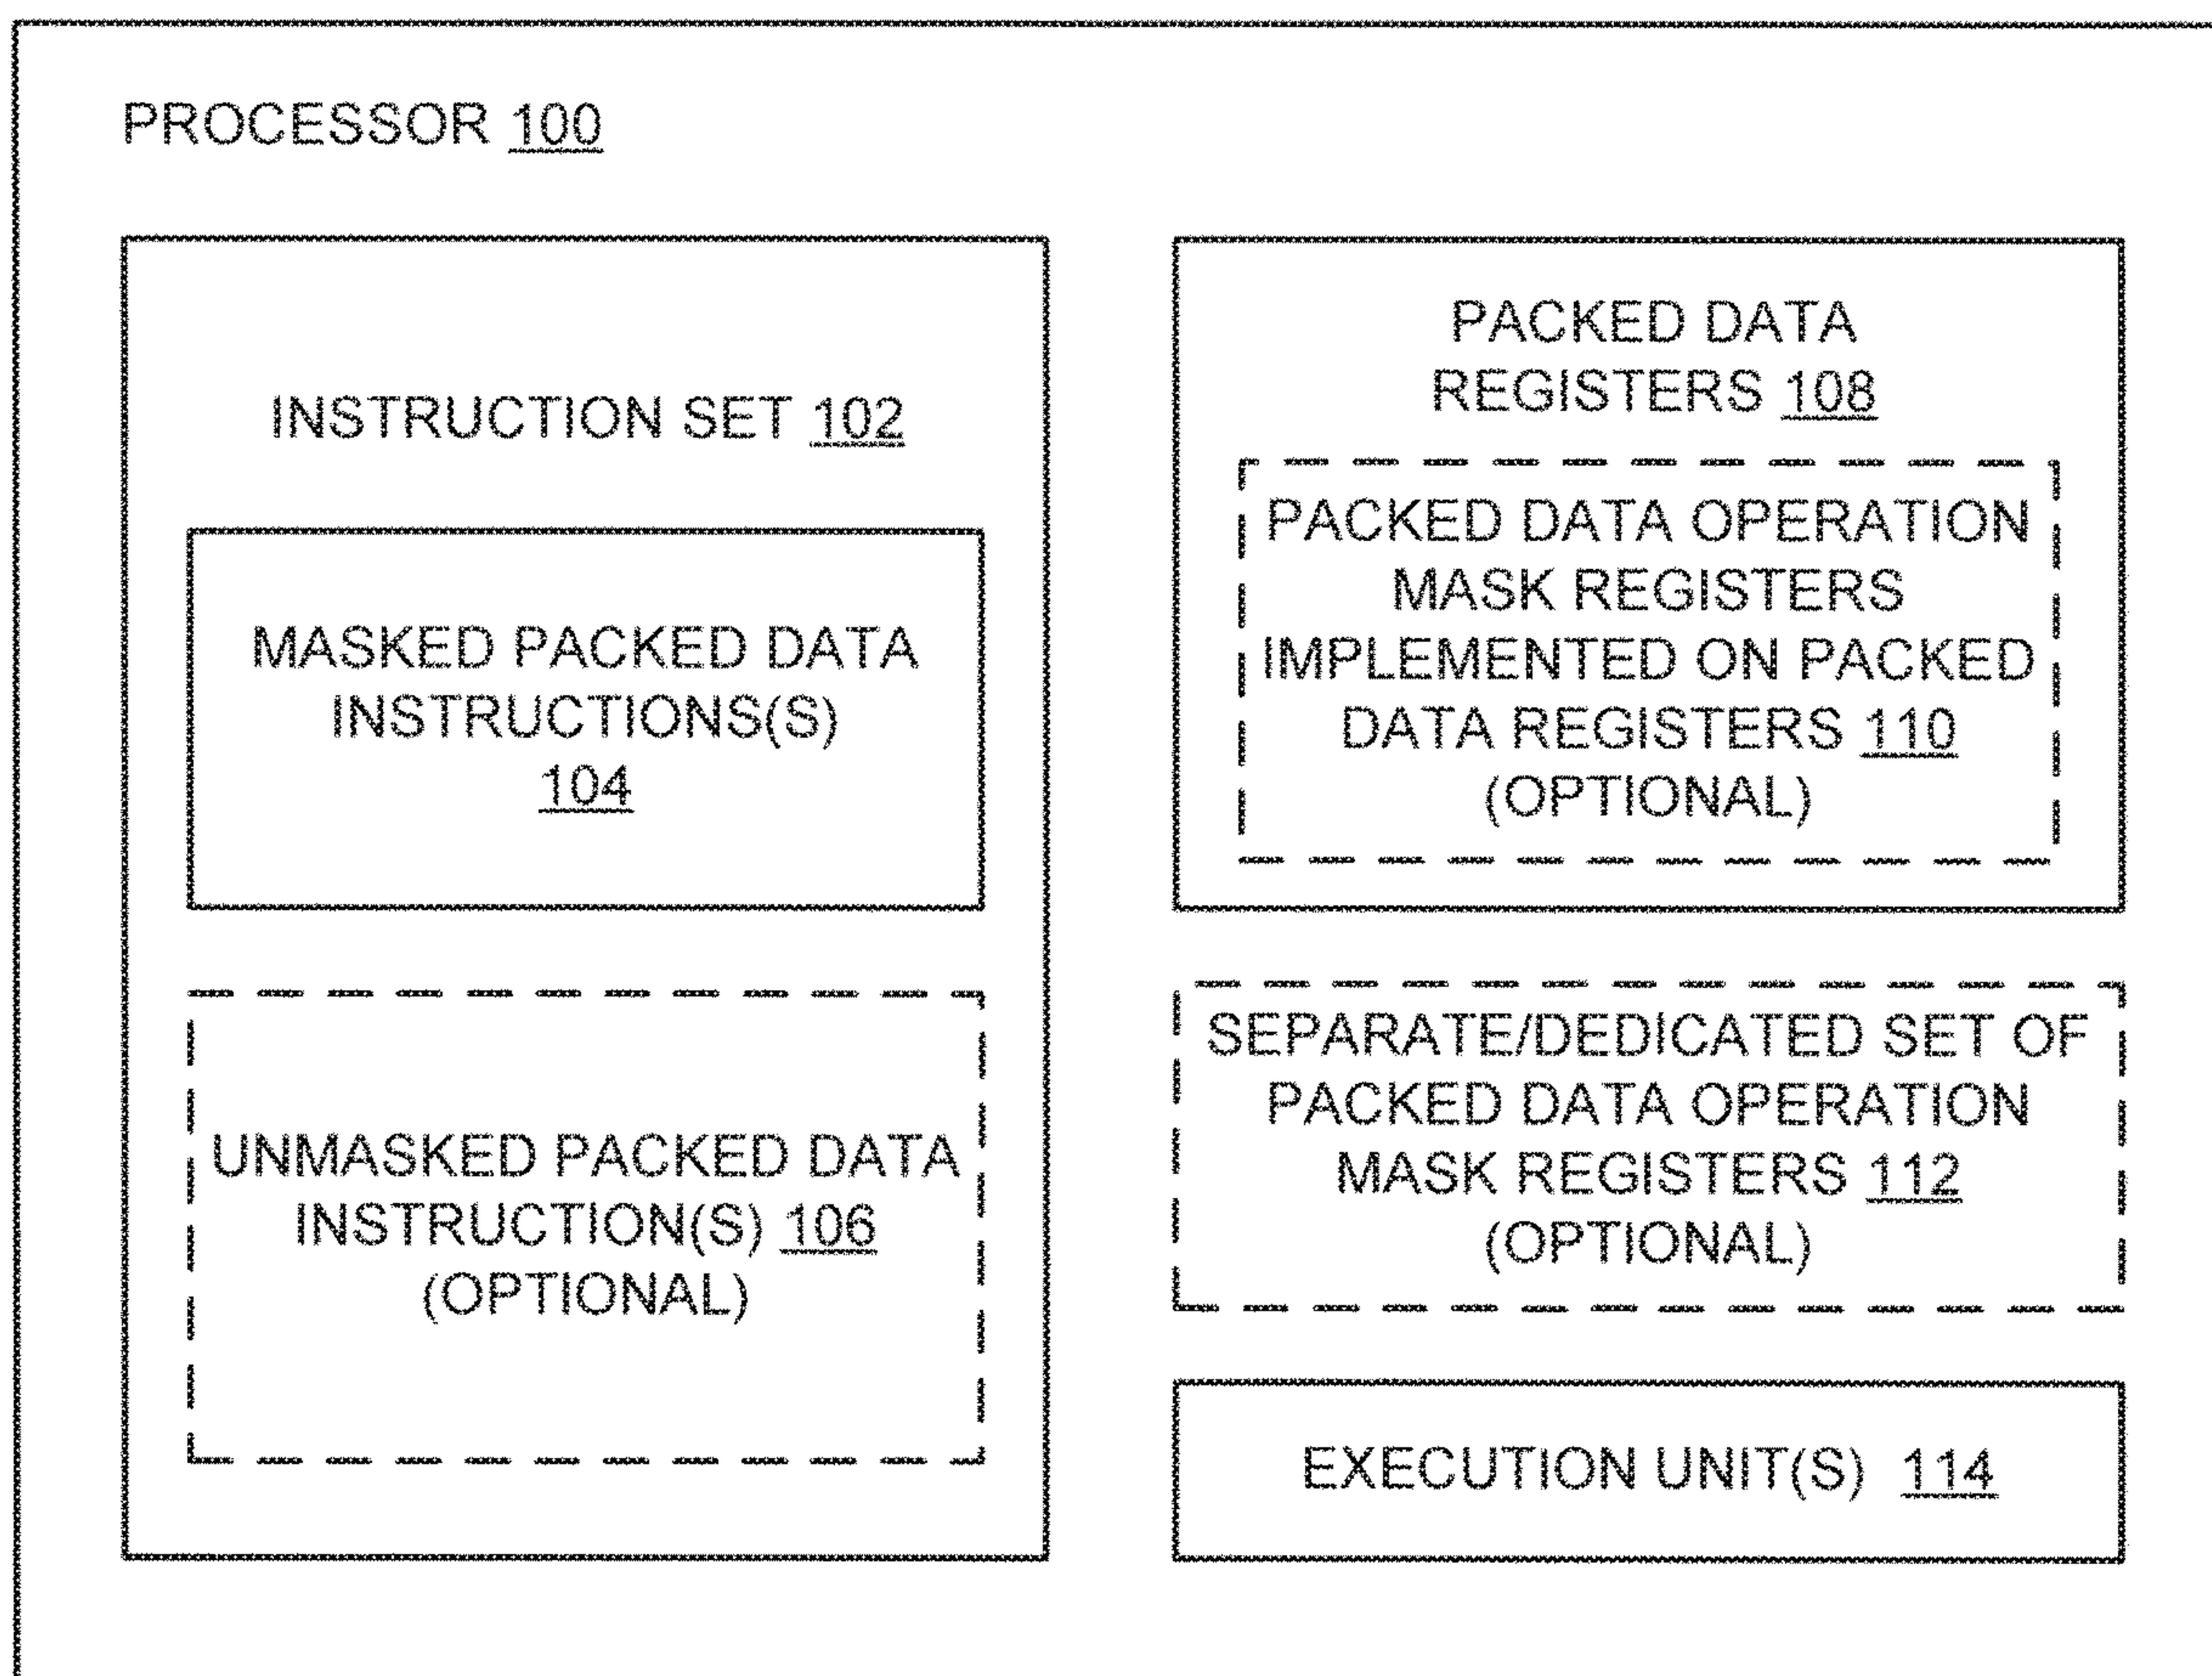 PROCESSOR 100
INSTRUCTION SET 102
MASKED PACKED DATA
INSTRUCTIONS(S)
104
UNMASKED PACKED DATA
INSTRUCTION(S) 106
(OPTIONAL)
PACKED DATA
REGISTERS 108
PACKED DATA OPERATION
MASK REGISTERS
IMPLEMENTED ON PACKED
DATA REGISTERS 110
(OPTIONAL)
SEPARATE/DEDICATED SET OF
PACKED DATA OPERATION
MASK REGISTERS 112
(OPTIONAL)
EXECUTION UNIT(S) 114